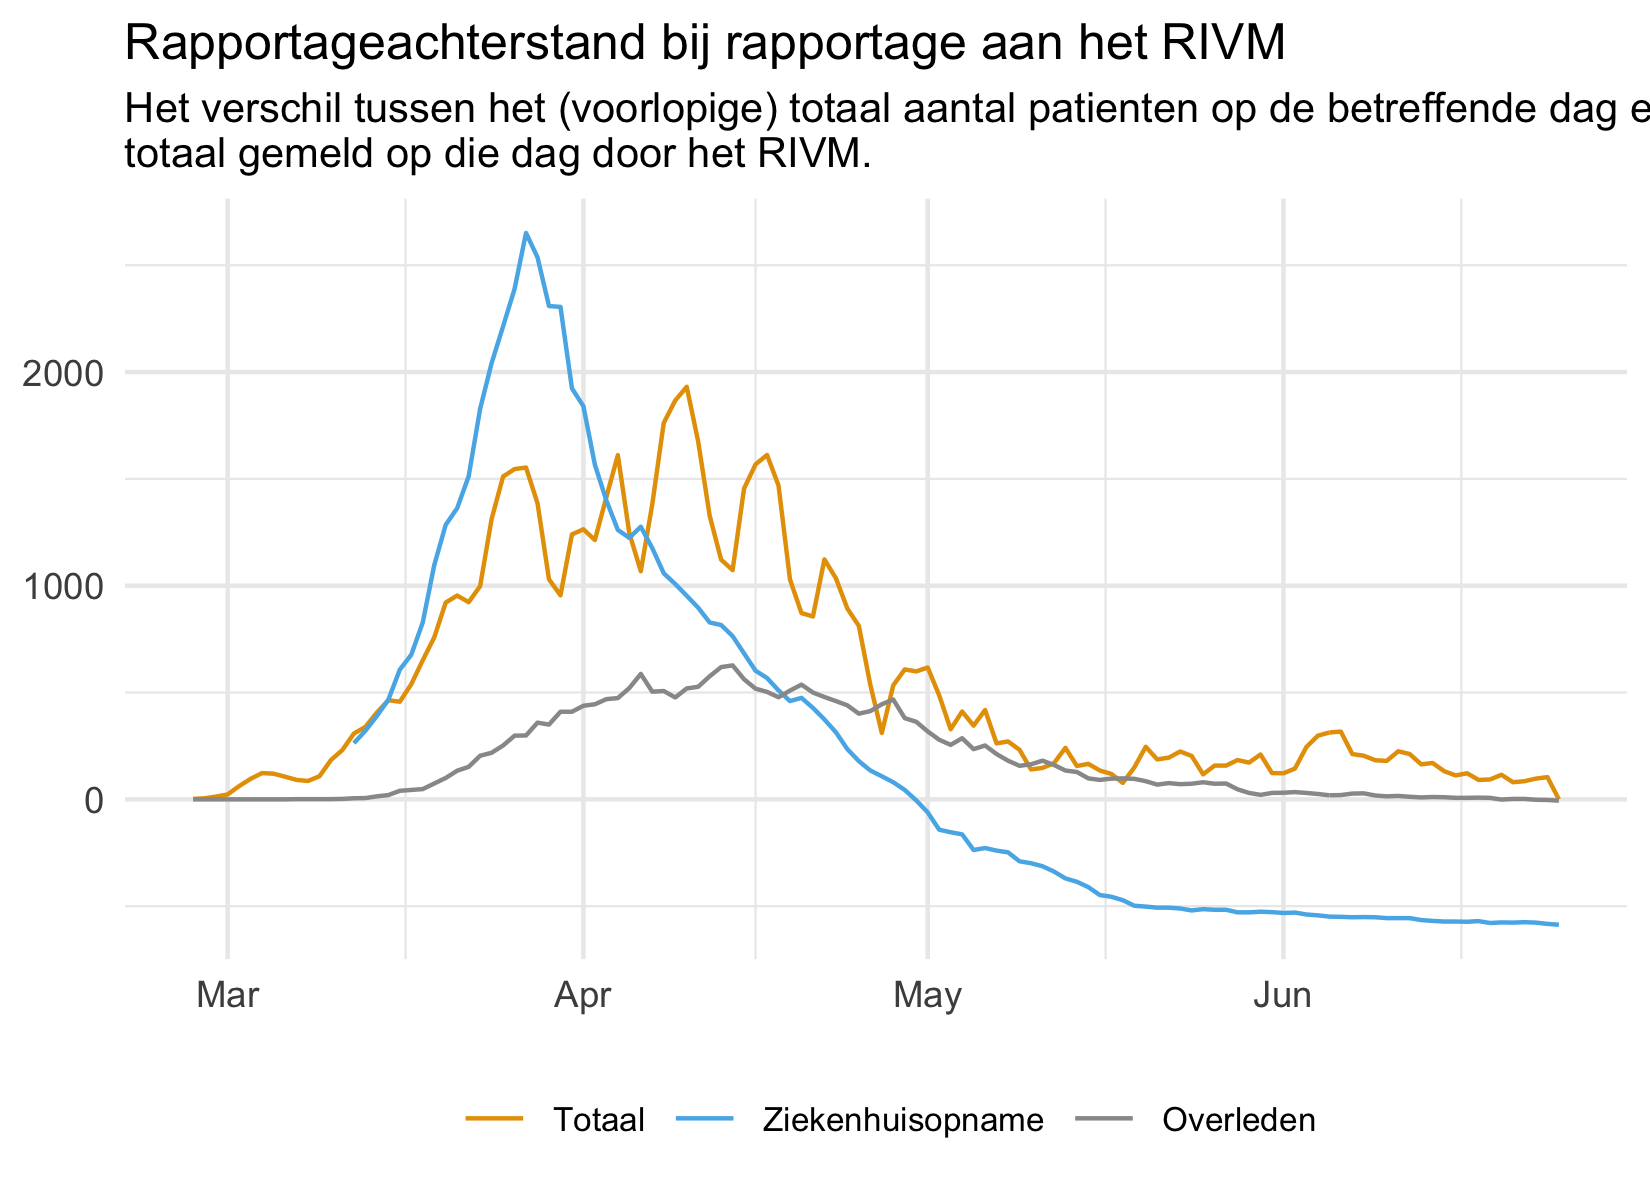 Rapportageachterstand bij rapportage aan het RIVM
Het verschil tussen het (voorlopige) totaal aantal patienten op de betreffende dag e
totaal gemeld op die dag door het RIVM.
2000
1000
0
Mar Apr May Jun
Totaal Ziekenhuisopname Overleden